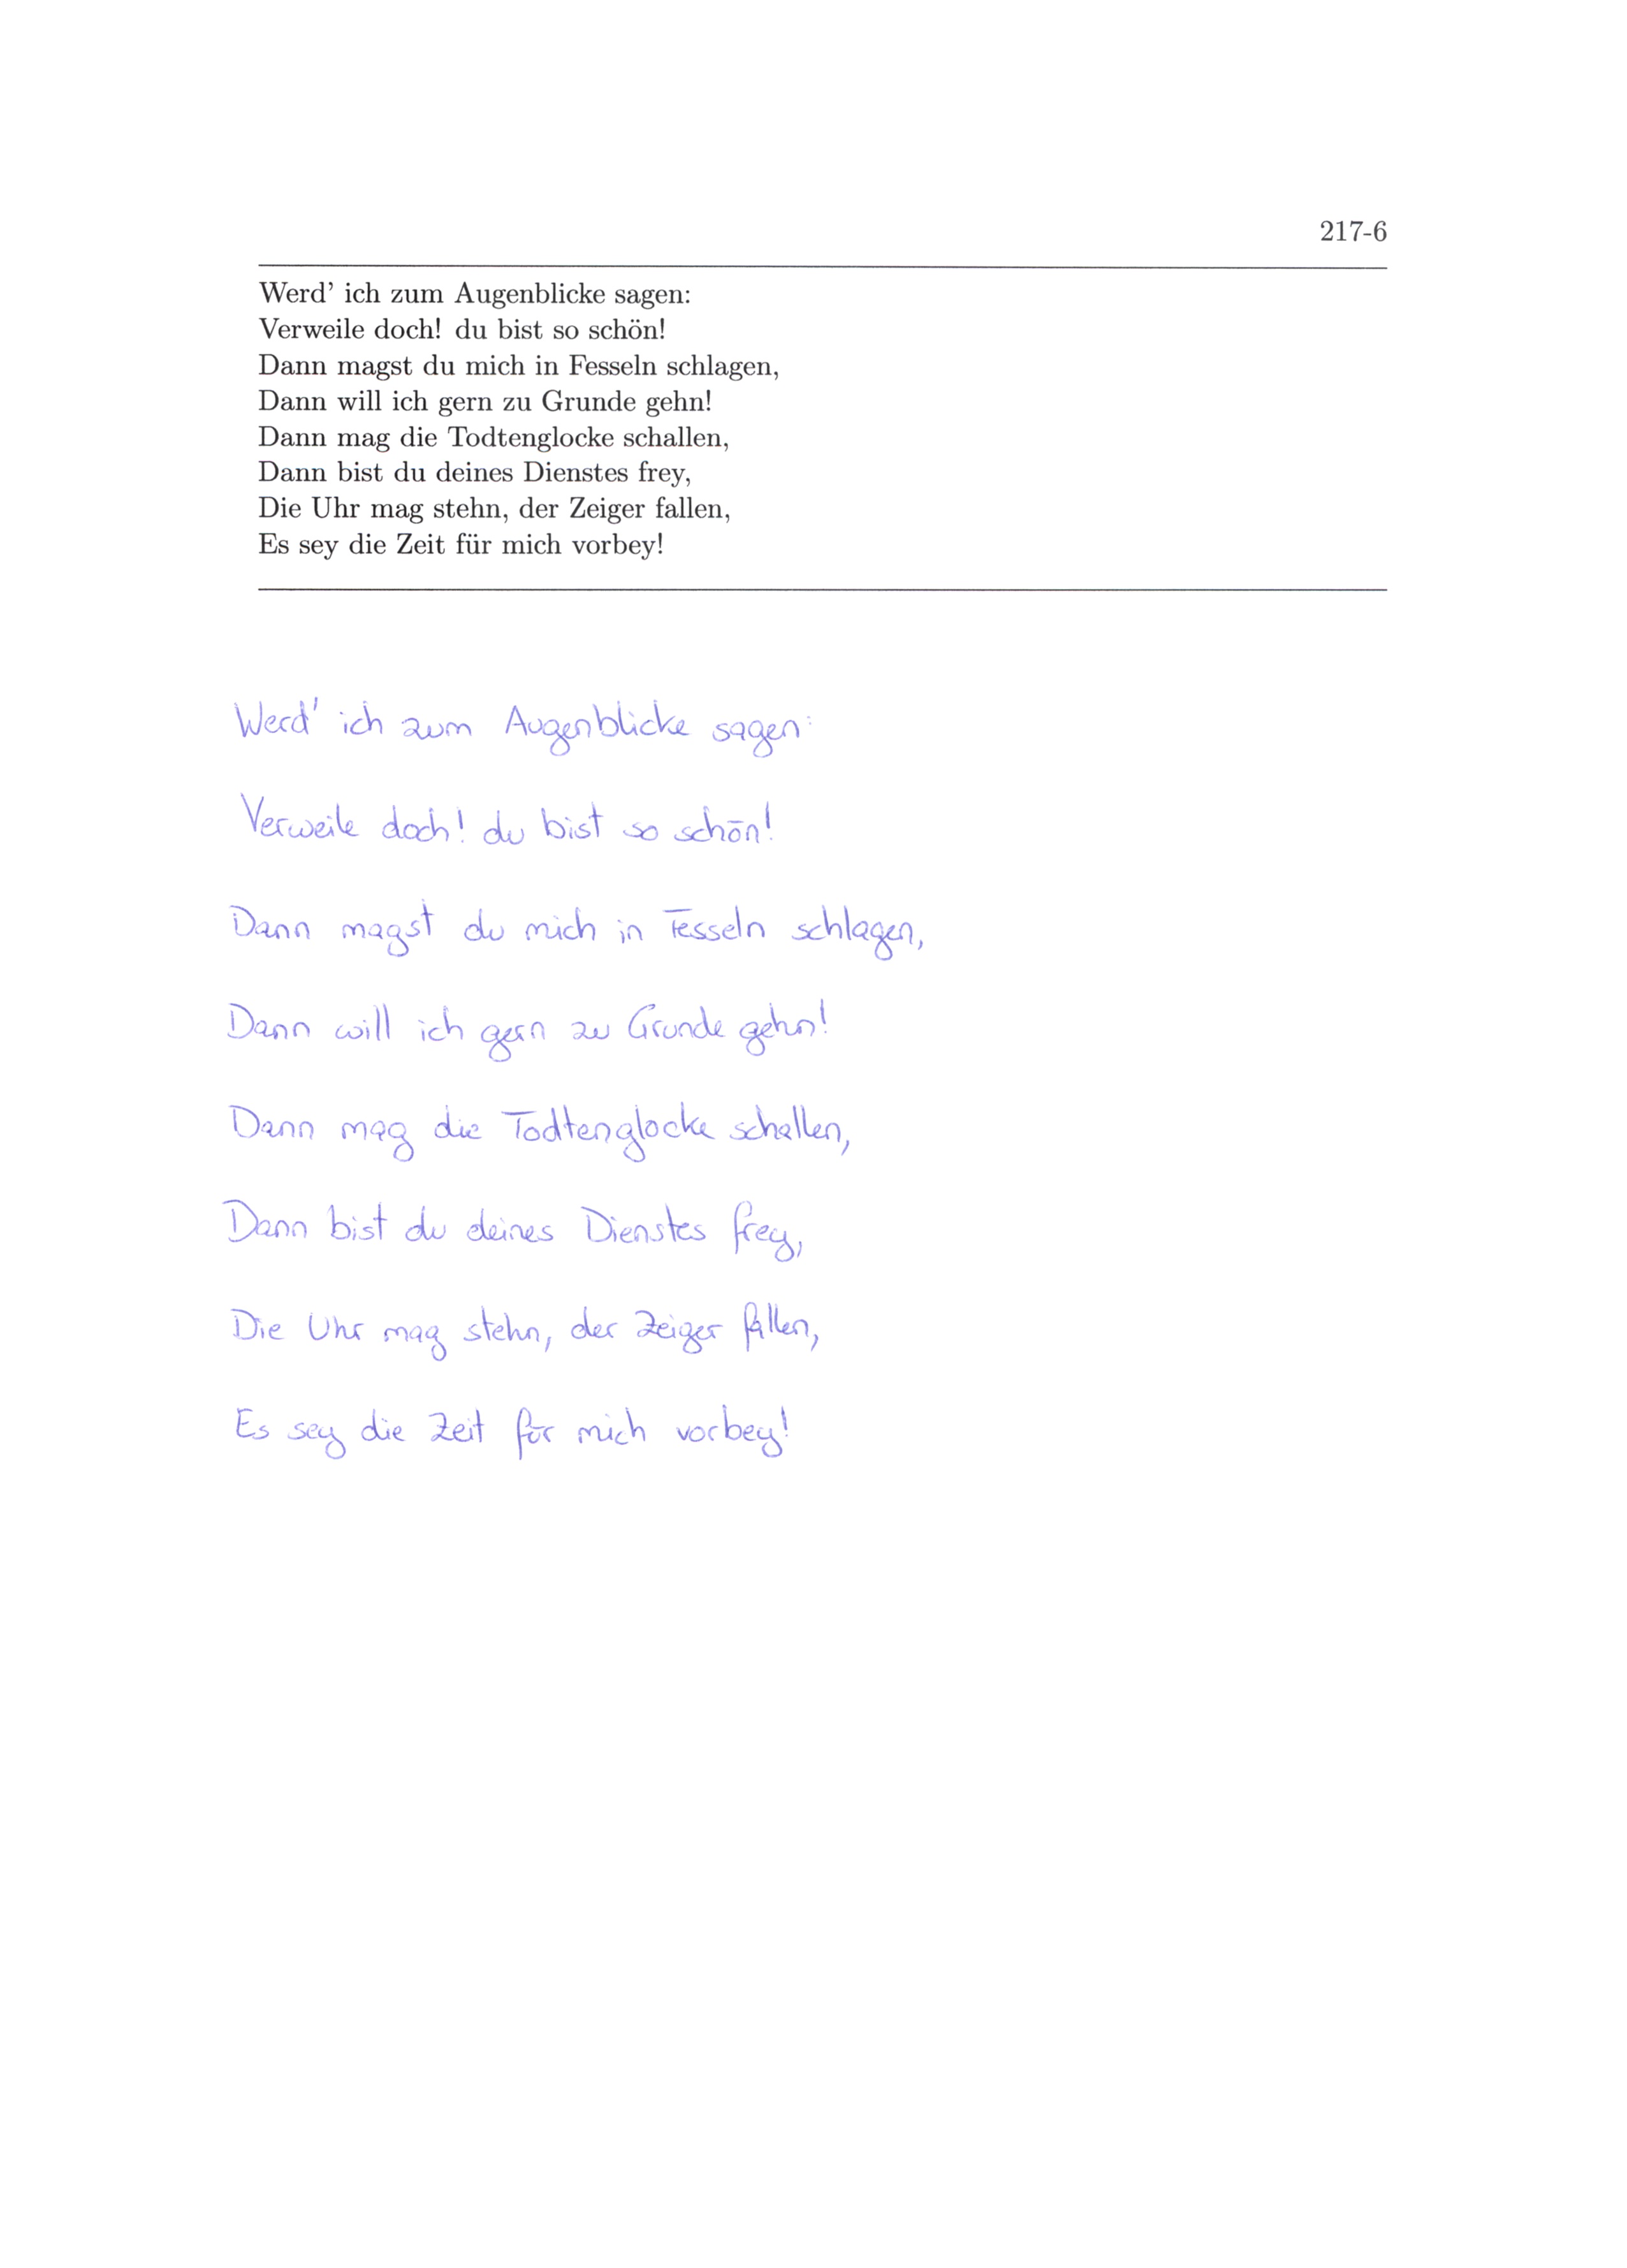 217-6
Werd' ich zum Augenblicke sagen:
Verweile doch! du bist so schön!
Dann magst du mich in Fesseln schlagen,
Dann will ich gern zu Grunde gehn!
Dann mag die Todtenglocke schallen,
Dann bist du deines Dienstes frey,
Die Uhr mag stehn, der Zeiger fallen,
Es sey die Zeit für mich vorbey!
Werd' ich zum Augenblicke sagen:
Verweile doch! du bist so schön!
Dann magst du mich in Fesseln schlagen,
Dann will ich gern zu Grunde gehn!
Dann mag die Todtenglocke schallen,
Dann bist du deines Dienstes frey,
Die Uhr mag stehn, der Zeiger fallen,
Es sey die Zeit für mich vorbey!